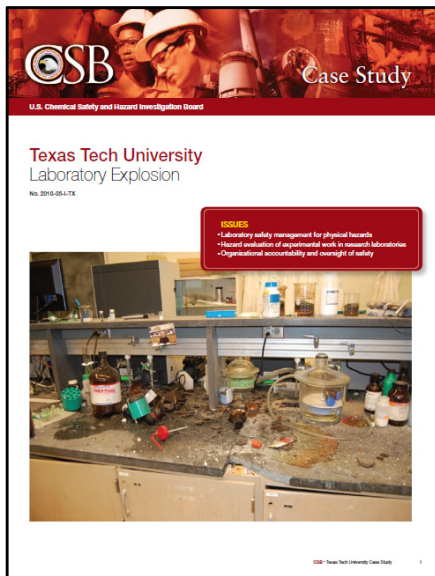 CSB
Case Study
U.S. Chemical Safety and Hazard Investigation Board
Texas Tech University
Laboratory Explosion
No. 2010-05-I-TX
ISSUES
• Laboratory safety management for physical hazards
• Hazard evaluation of experimental work in research laboratories
• Organizational accountability and oversight of safety
CSB • Texas Tech University Case Study 1